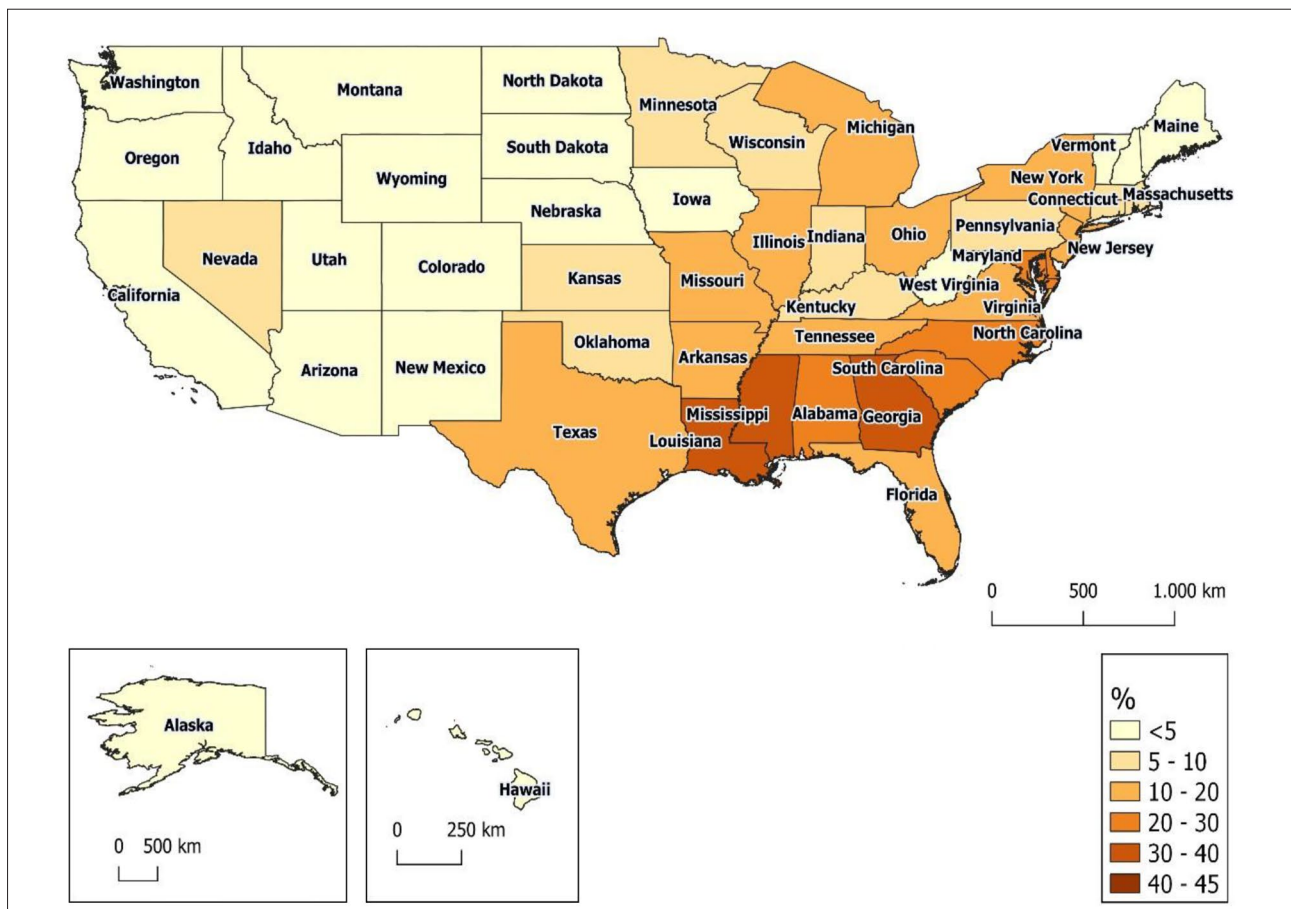 Washington
Montana
North Dakota
Minnesota
Maine
Oregon
Idaho
South Dakota
Wisconsin
Michigan
Vermont
Wyoming
New York
Massachusetts
Connecticut
Nebraska
Iowa
Nevada
Utah
Colorado
Illinois
Indiana
Ohio
Pennsylvania
New Jersey
Maryland
California
Kansas
Missouri
West Virginia
Kentucky
Virginia
Oklahoma
Tennessee
North Carolina
Arizona
New Mexico
Arkansas
South Carolina
Texas
Mississippi
Alabama
Georgia
Louisiana
Florida
0 500 1.000 km
Alaska
0 500 km
Hawaii
0 250 km
%
<5
5 - 10
10 - 20
20 - 30
30 - 40
40 - 45